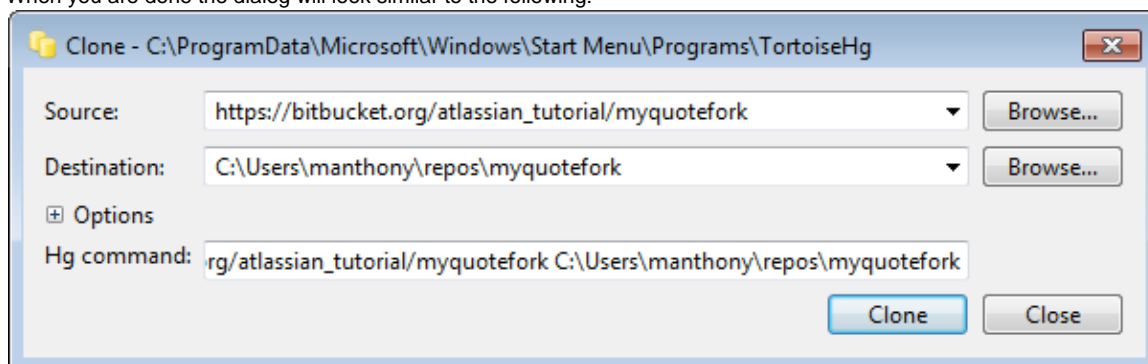 When you are done the dialog will look similar to the following:
Clone - C:\ProgramData\Microsoft\Windows\Start Menu\Programs\TortoiseHg
Source: https://bitbucket.org/atlassian_tutorial/myquotefork Browse...
Destination: C:\Users\manthony\repos\myquotefork Browse...
Options
Hg command: rg/atlassian_tutorial/myquotefork C:\Users\manthony\repos\myquotefork
Clone Close